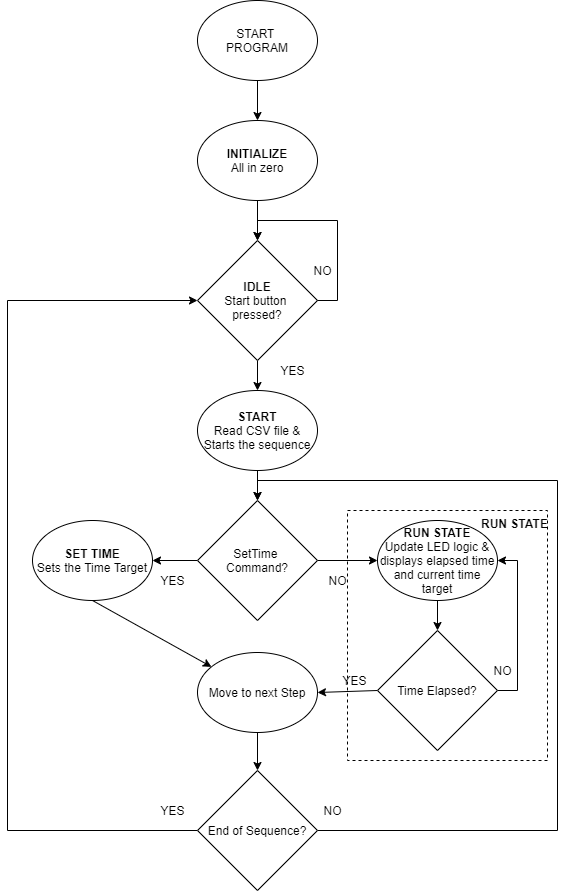 START
PROGRAM
INITIALIZE
All in zero
NO
IDLE
Start button
pressed?
YES
START
Read CSV file &
Starts the sequence
RUN STATE
RUN STATE
Update LED logic &
displays elapsed time
and current time
target
SET TIME
Sets the Time Target
SetTime
Command?
YES
NO
NO
YES
Time Elapsed?
Move to next Step
YES
NO
End of Sequence?